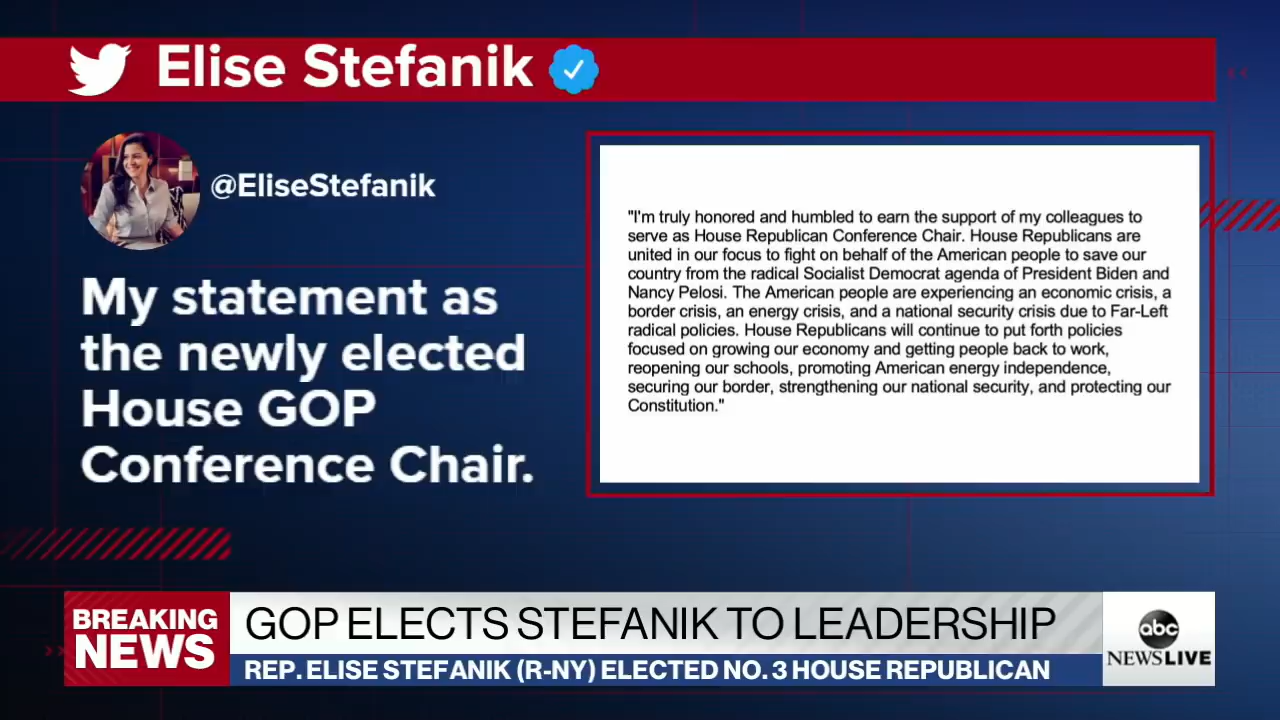 Elise Stefanik
@EliseStefanik
My statement as
the newly elected
House GOP
Conference Chair.
"I'm truly honored and humbled to earn the support of my colleagues to
serve as House Republican Conference Chair. House Republicans are
united in our focus to fight on behalf of the American people to save our
country from the radical Socialist Democrat agenda of President Biden and
Nancy Pelosi. The American people are experiencing an economic crisis, a
border crisis, an energy crisis, and a national security crisis due to Far-Left
radical policies. House Republicans will continue to put forth policies
focused on growing our economy and getting people back to work,
reopening our schools, promoting American energy independence,
securing our border, strengthening our national security, and protecting our
Constitution."
BREAKING
NEWS
GOP ELECTS STEFANIK TO LEADERSHIP
REP. ELISE STEFANIK (R-NY) ELECTED NO. 3 HOUSE REPUBLICAN
abc
NEWSLIVE